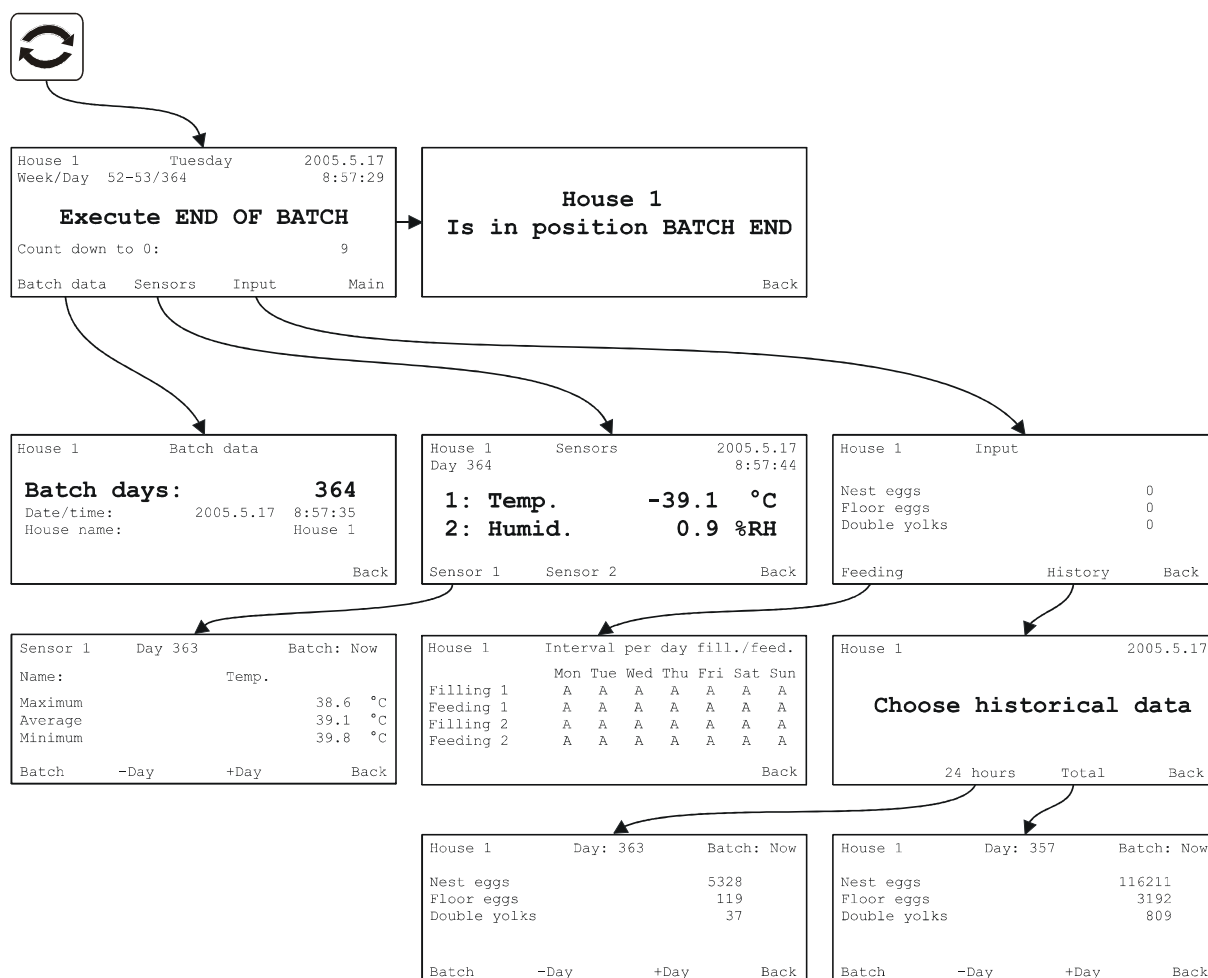 House 1 Tuesday 2005.5.17
Week/Day 52-53/364 8:57:29
Execute END OF BATCH
Count down to 0: 9
Batch data Sensors Input Main
House 1
Is in position BATCH END
Back
House 1 Batch data
Batch days: 364
Date/time: 2005.5.17 8:57:35
House name: House 1
Back
House 1 Sensors 2005.5.17
Day 364 8:57:44
1: Temp. -39.1 °C
2: Humid. 0.9 %RH
Sensor 1 Sensor 2 Back
House 1 Input
Nest eggs 0
Floor eggs 0
Double yolks 0
Feeding History Back
Sensor 1 Day 363 Batch: Now
Name: Temp.
Maximum 38.6 °C
Average 39.1 °C
Minimum 39.8 °C
Batch -Day +Day Back
House 1 Interval per day fill./feed.
Mon Tue Wed Thu Fri Sat Sun
Filling 1 A A A A A A A
Feeding 1 A A A A A A A
Filling 2 A A A A A A A
Feeding 2 A A A A A A A
Back
House 1 2005.5.17
Choose historical data
24 hours Total Back
House 1 Day: 363 Batch: Now
Nest eggs 5328
Floor eggs 119
Double yolks 37
Batch -Day +Day Back
House 1 Day: 357 Batch: Now
Nest eggs 116211
Floor eggs 3192
Double yolks 809
Batch -Day +Day Back